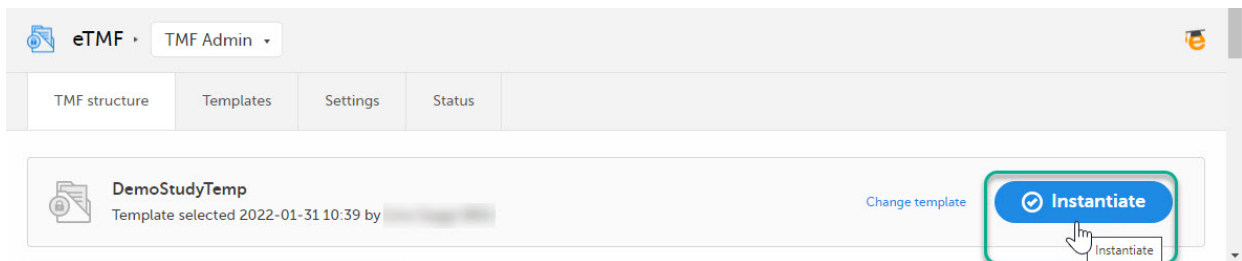 eTMF TMF Admin
TMF structure Templates Settings Status
DemoStudyTemp
Template selected 2022-01-31 10:39 by
Change template Instantiate
Instantiate